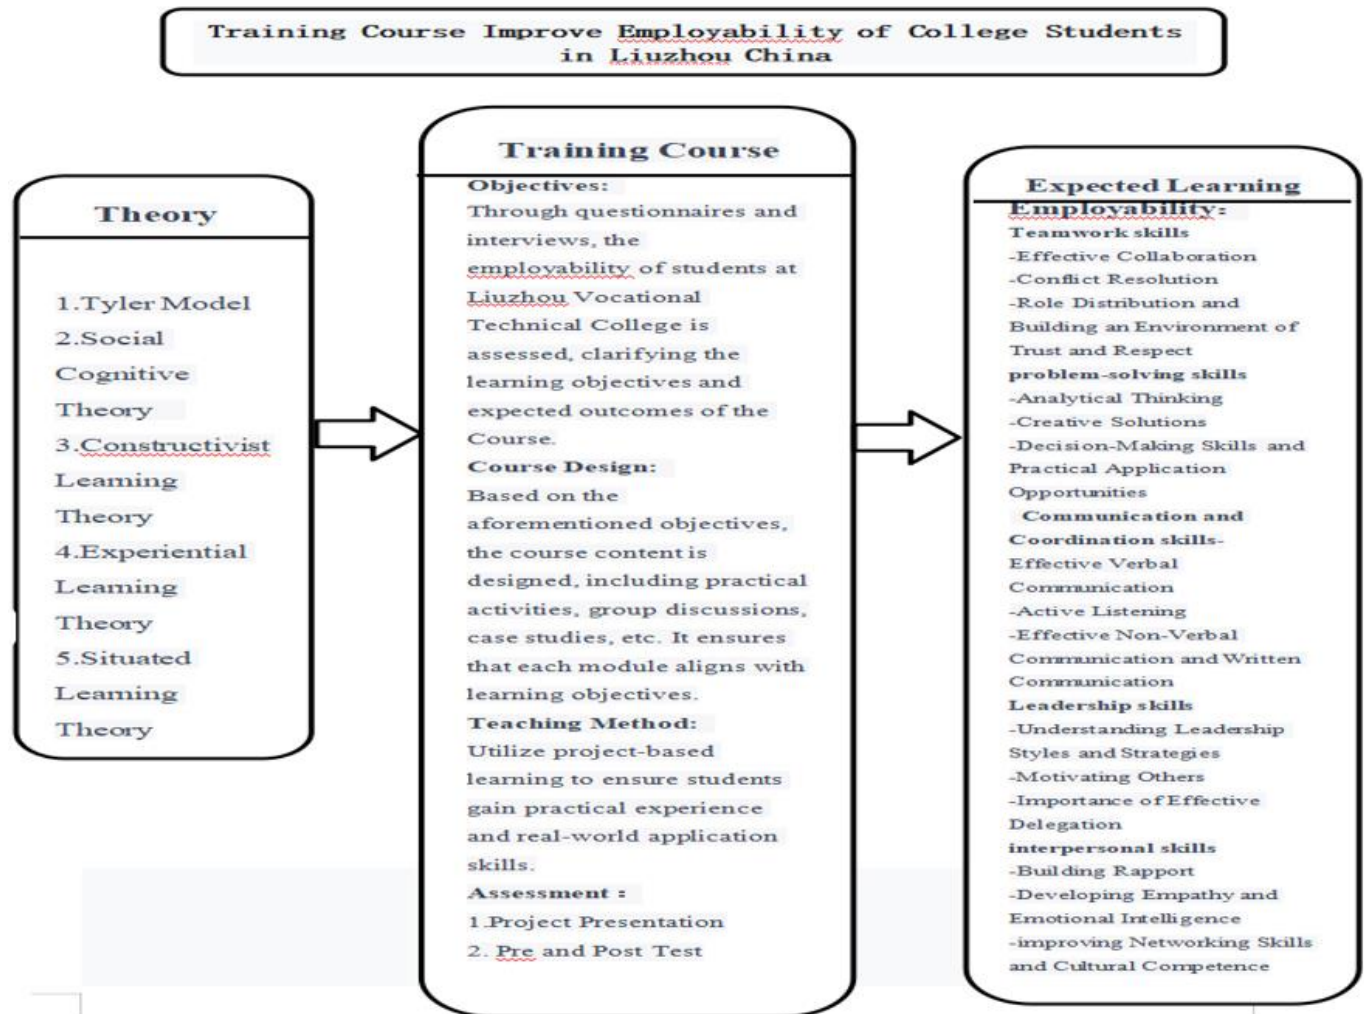 Training Course Improve Employability of College Students
in Liuzhou China
Theory
1.Tyler Model
2.Social
Cognitive
Theory
3.Constructivist
Learning
Theory
4.Experiential
Learning
Theory
5.Situated
Learning
Theory
Training Course
Objectives:
Through questionnaires and
interviews, the
employability of students at
Liuzhou Vocational
Technical College is
assessed, clarifying the
learning objectives and
expected outcomes of the
Course.
Course Design:
Based on the
aforementioned objectives,
the course content is
designed, including practical
activities, group discussions,
case studies, etc. It ensures
that each module aligns with
learning objectives.
Teaching Method:
Utilize project-based
learning to ensure students
gain practical experience
and real-world application
skills.
Assessment :
1.Project Presentation
2. Pre and Post Test
Expected Learning
Employability:
Teamwork skills
-Effective Collaboration
-Conflict Resolution
-Role Distribution and
Building an Environment of
Trust and Respect
problem-solving skills
-Analytical Thinking
-Creative Solutions
-Decision-Making Skills and
Practical Application
Opportunities
Communication and
Coordination skills-
Effective Verbal
Communication
-Active Listening
-Effective Non-Verbal
Communication and Written
Communication
Leadership skills
-Understanding Leadership
Styles and Strategies
-Motivating Others
-Importance of Effective
Delegation
interpersonal skills
-Building Rapport
-Developing Empathy and
Emotional Intelligence
-improving Networking Skills
and Cultural Competence